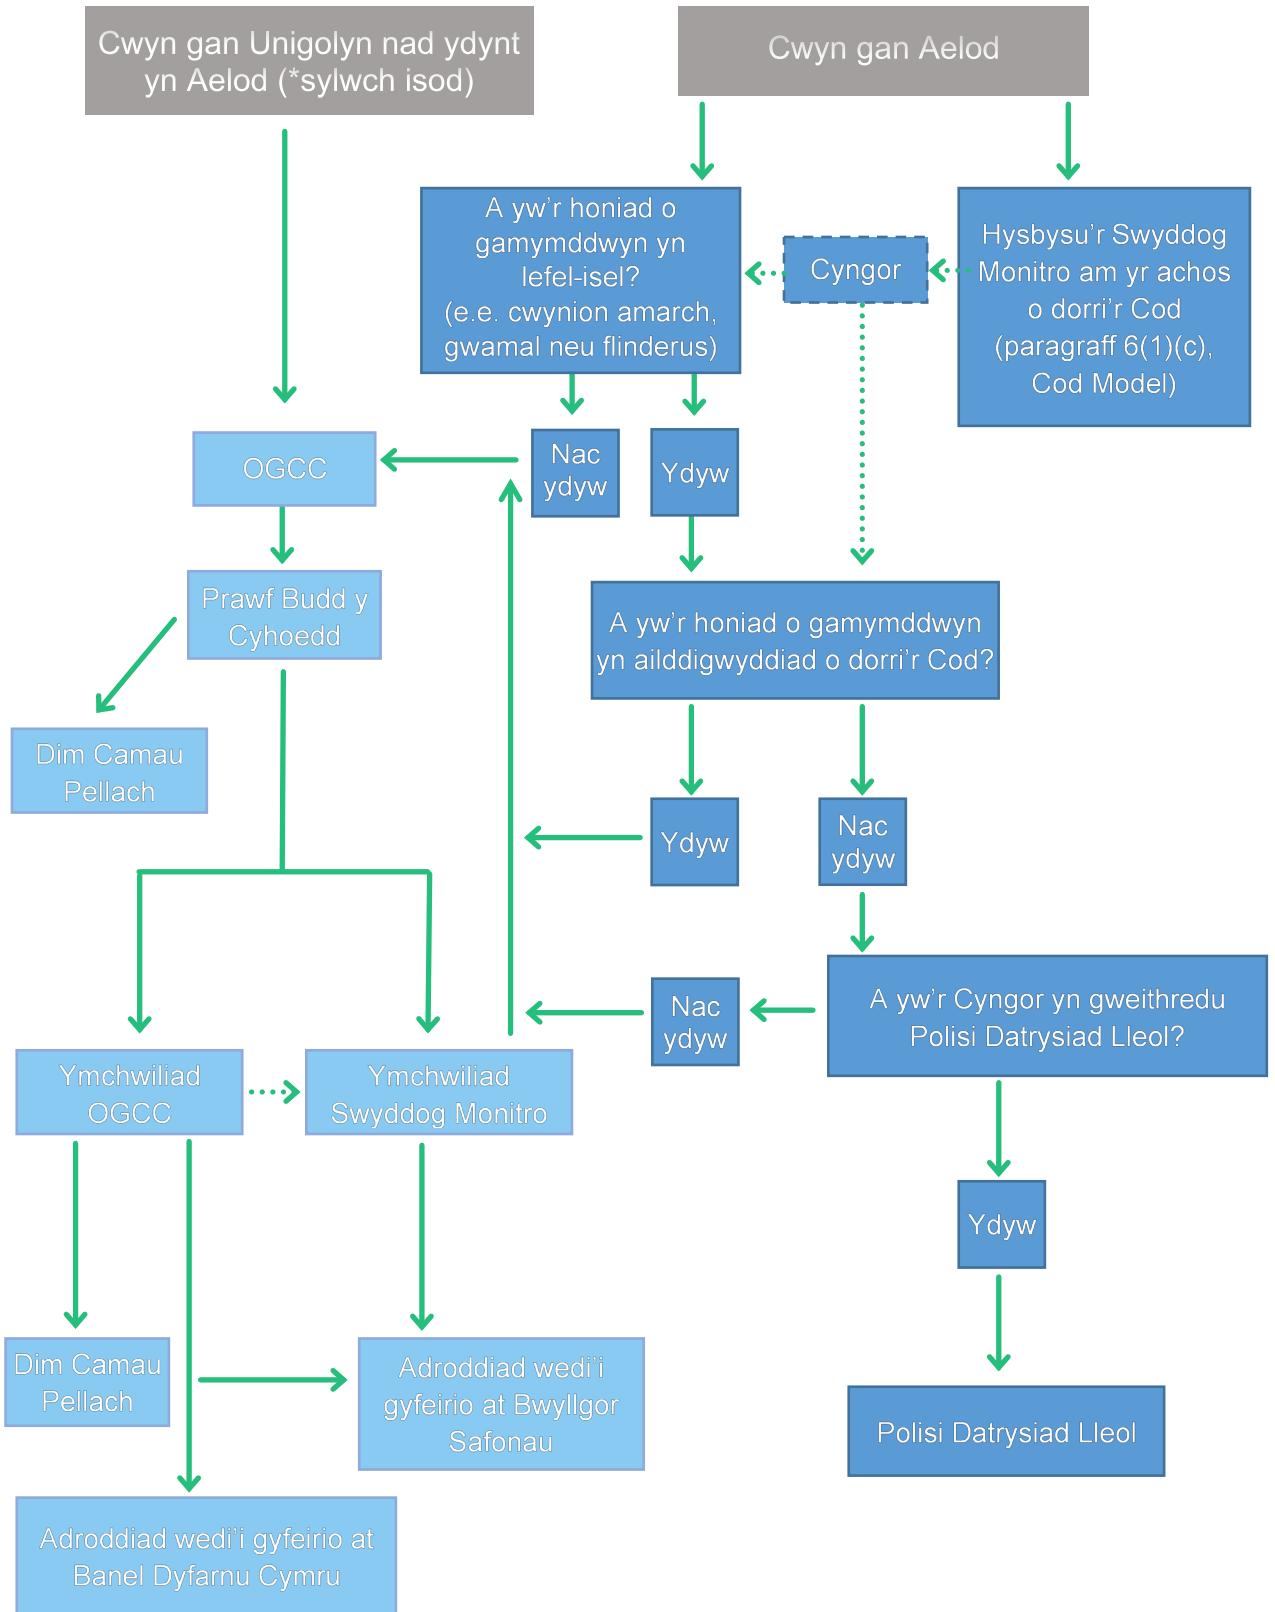 Cwyn gan Unigolyn nad ydynt
yn Aelod (*sylwch isod)
Cwyn gan Aelod
A yw'r honiad o
gamymddwyn yn
lefel-isel?
(e.e. cwynion amarch,
gwamal neu flinderus)
Cyngor
Hysbysu'r Swyddog
Monitro am yr achos
o dorri'r Cod
(paragraff 6(1)(c),
Cod Model)
OGCC
Nac
ydyw
Ydyw
Prawf Budd y
Cyhoedd
A yw'r honiad o gamymddwyn
yn ailddigwyddiad o dorri'r Cod?
Dim Camau
Pellach
Ydyw
Nac
ydyw
A yw'r Cyngor yn gweithredu
Polisi Datrysiad Lleol?
Nac
ydyw
Ymchwiliad
OGCC
Ymchwiliad
Swyddog Monitro
Ydyw
Dim Camau
Pellach
Adroddiad wedi'i
gyfeirio at Bwyllgor
Safonau
Polisi Datrysiad Lleol
Adroddiad wedi'i gyfeirio at
Banel Dyfarnu Cymru